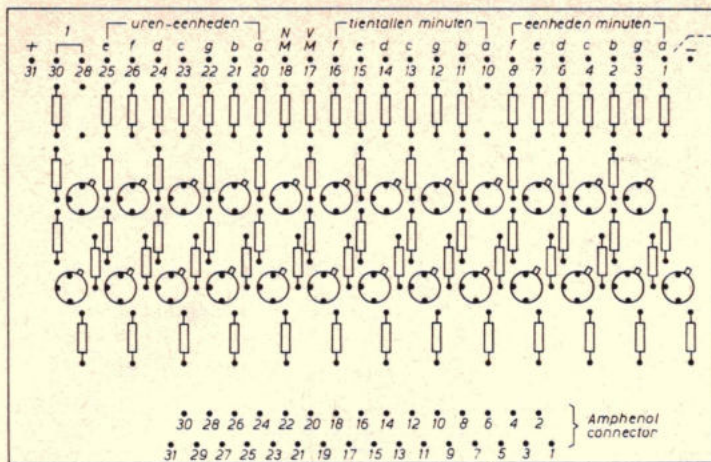 1 uren-eenheden N V tientallen minuten eenheden minuten
+ e f d c g b a M M f e d c g b a f e d c b g a −
31 30 28 25 26 24 23 22 21 20 18 17 16 15 14 13 12 11 10 8 7 6 4 2 3 1
30 28 26 24 22 20 18 16 14 12 10 8 6 4 2 Amphenol
31 29 27 25 23 21 19 17 15 13 11 9 7 5 3 1 connector